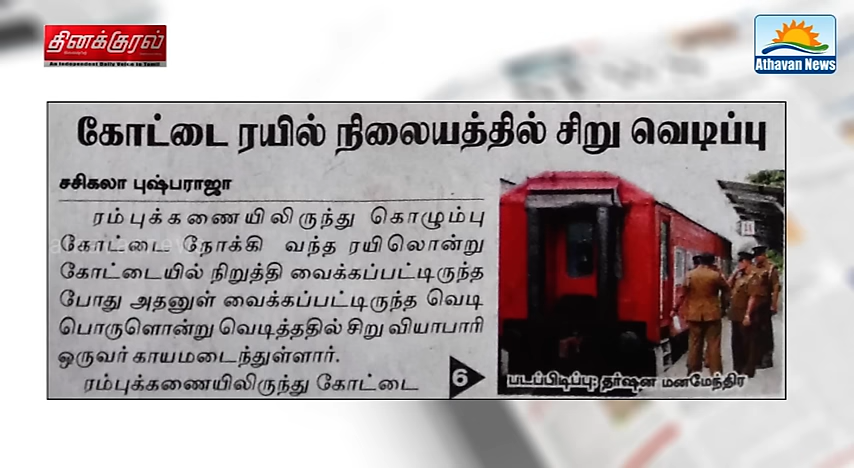 தினக்குரல்
An Independent Daily Voice to Tamil
Athavan News
கோட்டை ரயில் நிலையத்தில் சிறு வெடிப்பு
சசிகலா புஷ்பராஜா
ரம்புக்கணையிலிருந்து கொழும்பு
கோட்டை நோக்கி வந்த ரயிலொன்று
கோட்டையில் நிறுத்தி வைக்கப்பட்டிருந்த
போது அதனுள் வைக்கப்பட்டிருந்த வெடி
பொருளொன்று வெடித்ததில் சிறு வியாபாரி
ஒருவர் காயமடைந்துள்ளார்.
ரம்புக்கணையிலிருந்து கோட்டை
6
படப்பிடிப்பு: தர்ஷன மனமேந்திர